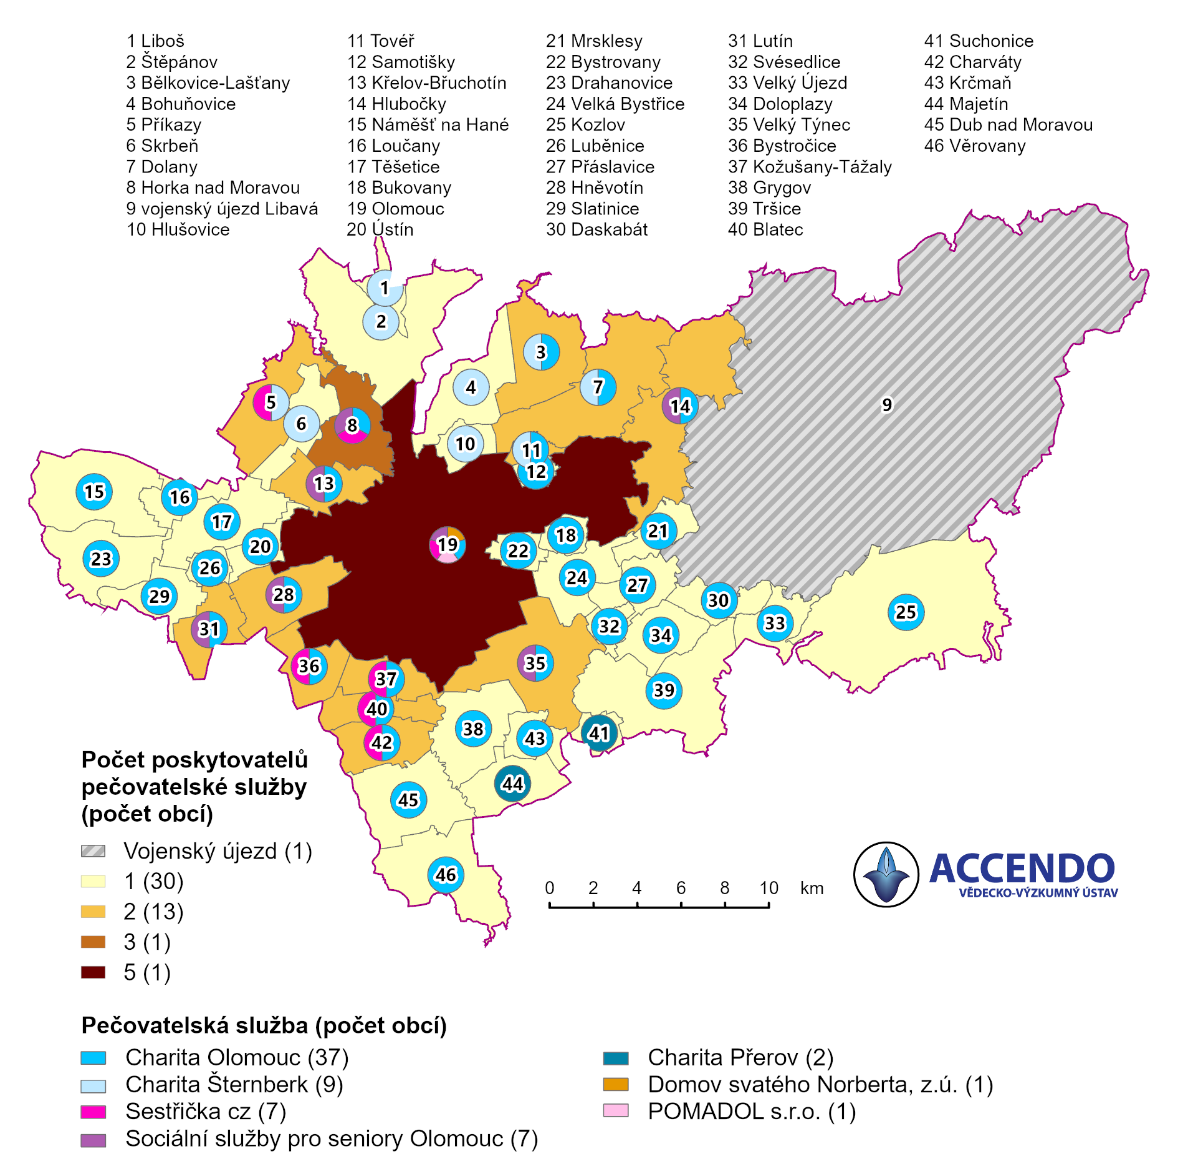 1 Liboš
2 Štěpánov
3 Bělkovice-Lašťany
4 Bohuňovice
5 Příkazy
6 Skrbeň
7 Dolany
8 Horka nad Moravou
9 vojenský újezd Libavá
10 Hlušovice
11 Tovéř
12 Samotišky
13 Křelov-Břuchotín
14 Hlubočky
15 Náměšť na Hané
16 Loučany
17 Těšetice
18 Bukovany
19 Olomouc
20 Ústín
21 Mrsklesy
22 Bystrovany
23 Drahanovice
24 Velká Bystřice
25 Kozlov
26 Luběnice
27 Přáslavice
28 Hněvotín
29 Slatinice
30 Daskabát
31 Lutín
32 Svésedlice
33 Velký Újezd
34 Doloplazy
35 Velký Týnec
36 Bystročice
37 Kožušany-Tážaly
38 Grygov
39 Tršice
40 Blatec
41 Suchonice
42 Charváty
43 Krčmaň
44 Majetín
45 Dub nad Moravou
46 Věrovany
1
2
3
4
7
5
6
8
14
9
10
11
12
13
15
16
17
18
21
19
20
22
23
26
24
27
28
29
30
25
31
32
33
34
35
36
37
39
40
38
41
42
43
44
45
46
Počet poskytovatelů
pečovatelské služby
(počet obcí)
Vojenský újezd (1)
1 (30)
2 (13)
3 (1)
5 (1)
0 2 4 6 8 10 km
ACCENDO
VĚDECKO-VÝZKUMNÝ ÚSTAV
Pečovatelská služba (počet obcí)
Charita Olomouc (37)
Charita Šternberk (9)
Sestřička cz (7)
Sociální služby pro seniory Olomouc (7)
Charita Přerov (2)
Domov svatého Norberta, z.ú. (1)
POMADOL s.r.o. (1)